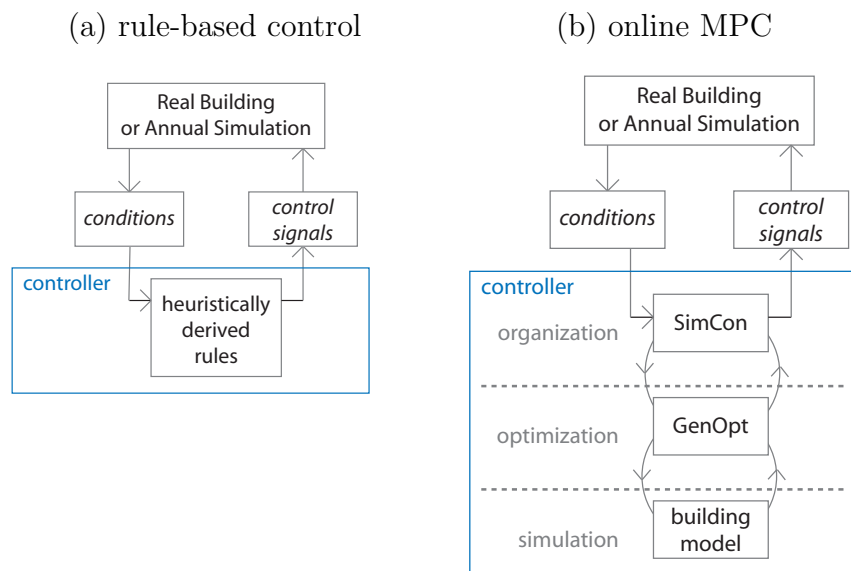 (a) rule-based control
Real Building
or Annual Simulation
conditions
control
signals
controller
heuristically
derived
rules
(b) online MPC
Real Building
or Annual Simulation
conditions
control
signals
controller
organization
SimCon
optimization
GenOpt
simulation
building
model